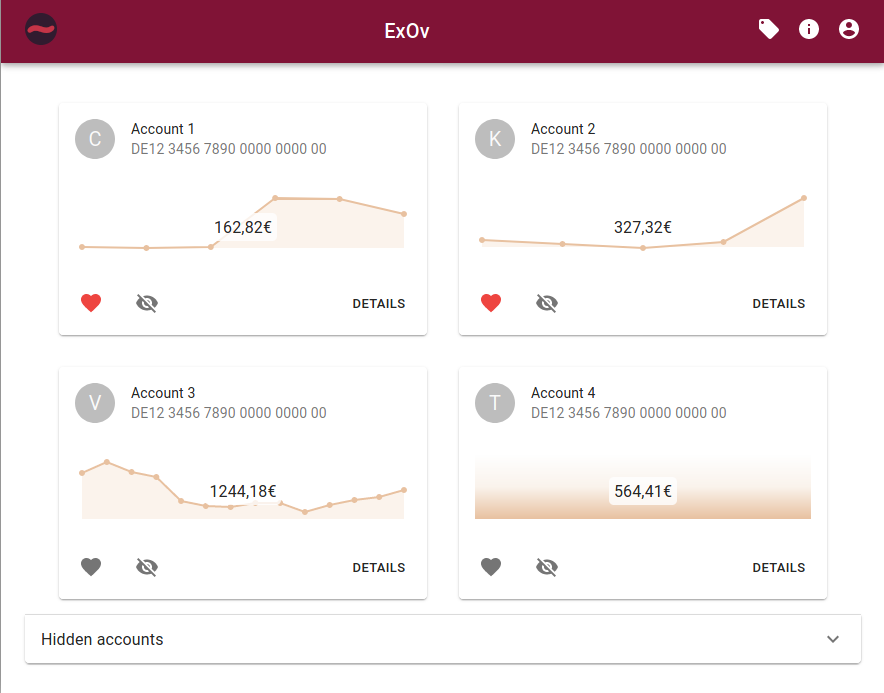 ExOv
C
Account 1
DE12 3456 7890 0000 0000 00
162,82€
DETAILS
K
Account 2
DE12 3456 7890 0000 0000 00
327,32€
DETAILS
V
Account 3
DE12 3456 7890 0000 0000 00
1244,18€
DETAILS
T
Account 4
DE12 3456 7890 0000 0000 00
564,41€
DETAILS
Hidden accounts